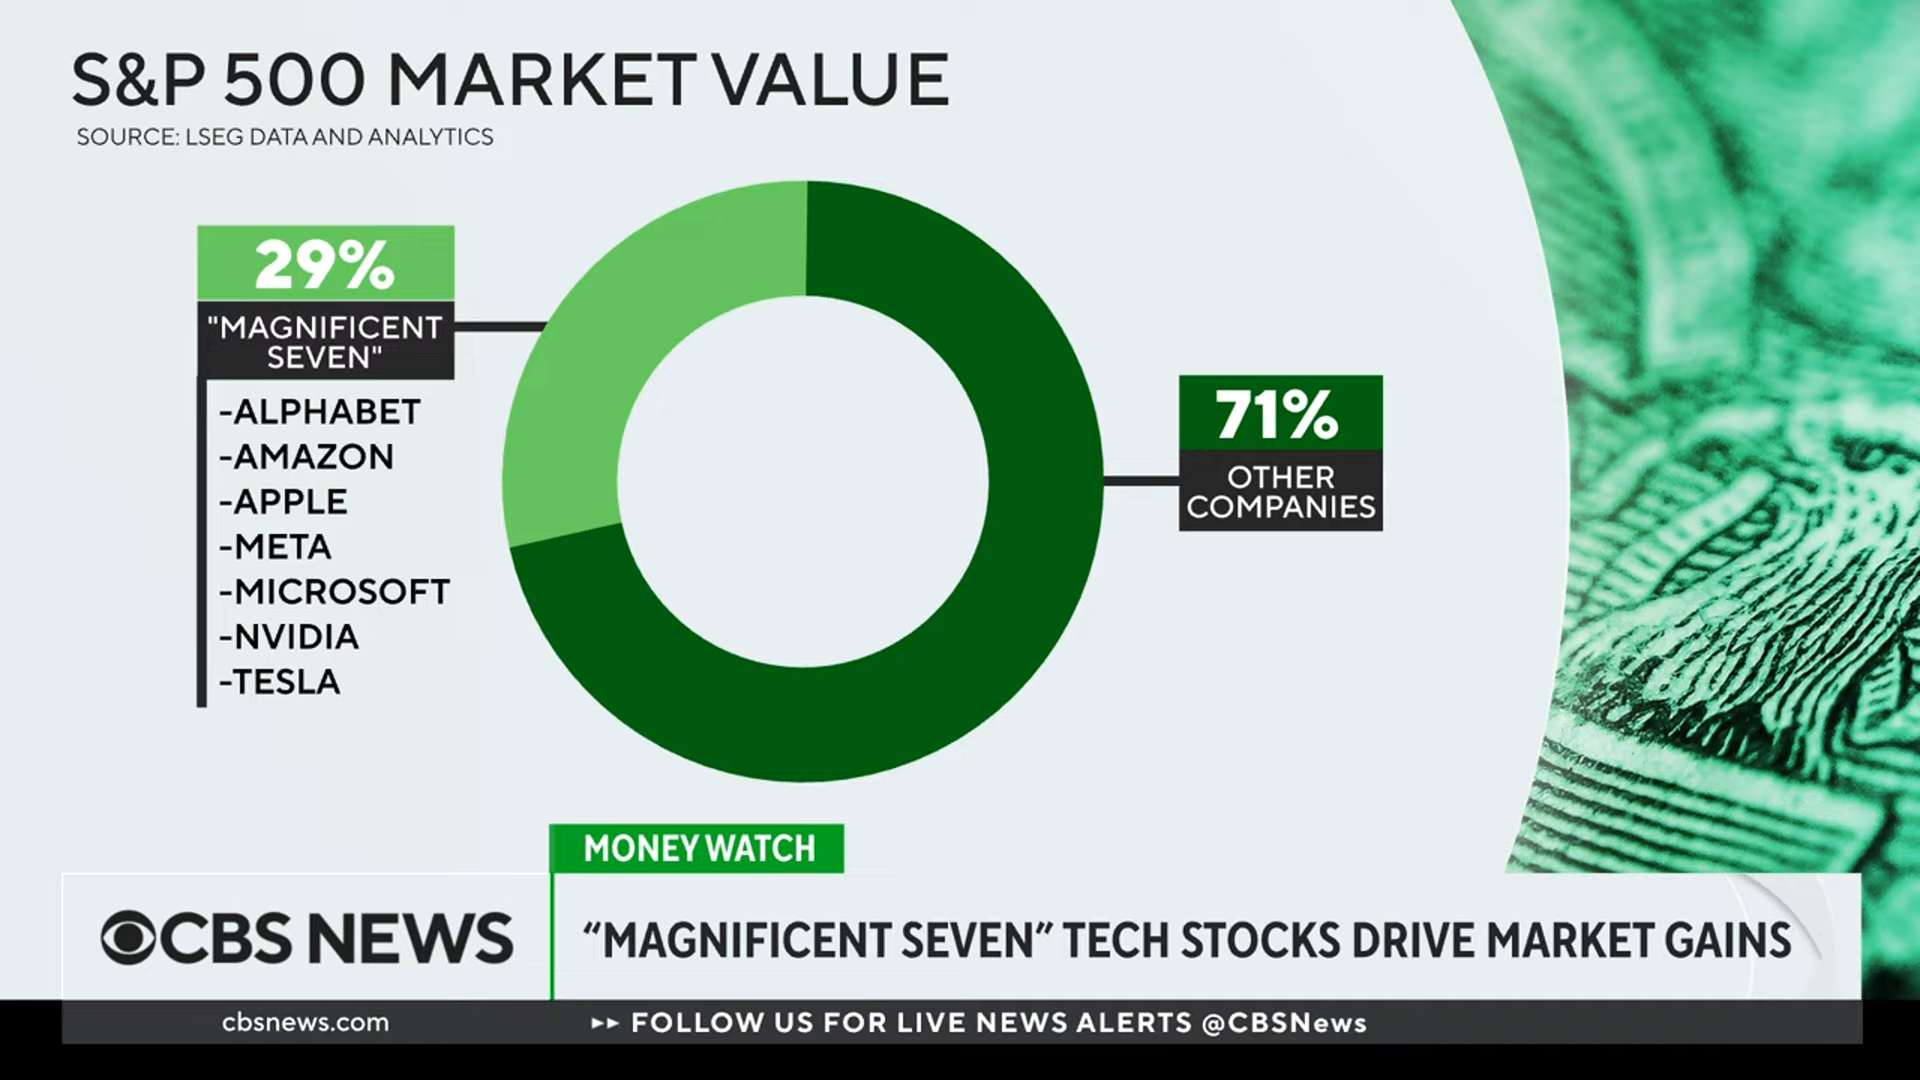 S&P 500 MARKET VALUE
SOURCE: LSEG DATA AND ANALYTICS
29%
"MAGNIFICENT
SEVEN"
-ALPHABET
-AMAZON
-APPLE
-META
-MICROSOFT
-NVIDIA
-TESLA
71%
OTHER
COMPANIES
MONEY WATCH
CBS NEWS
“MAGNIFICENT SEVEN” TECH STOCKS DRIVE MARKET GAINS
cbsnews.com
FOLLOW US FOR LIVE NEWS ALERTS @CBSNews